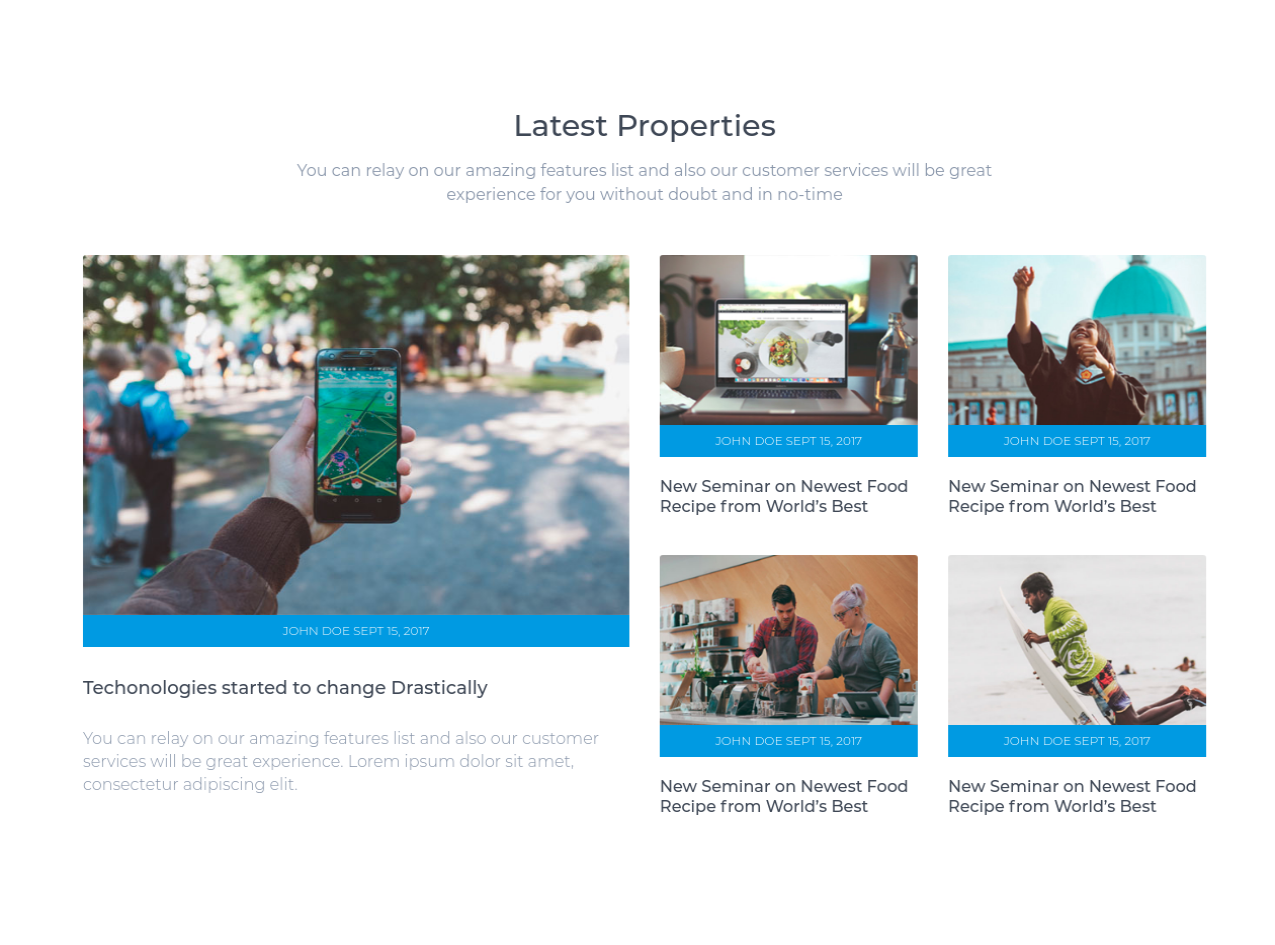 Latest Properties
You can relay on our amazing features list and also our customer services will be great
experience for you without doubt and in no-time
JOHN DOE SEPT 15, 2017
Techonologies started to change Drastically
You can relay on our amazing features list and also our customer
services will be great experience. Lorem ipsum dolor sit amet,
consectetur adipiscing elit.
JOHN DOE SEPT 15, 2017
New Seminar on Newest Food
Recipe from World’s Best
JOHN DOE SEPT 15, 2017
New Seminar on Newest Food
Recipe from World’s Best
JOHN DOE SEPT 15, 2017
New Seminar on Newest Food
Recipe from World’s Best
JOHN DOE SEPT 15, 2017
New Seminar on Newest Food
Recipe from World’s Best